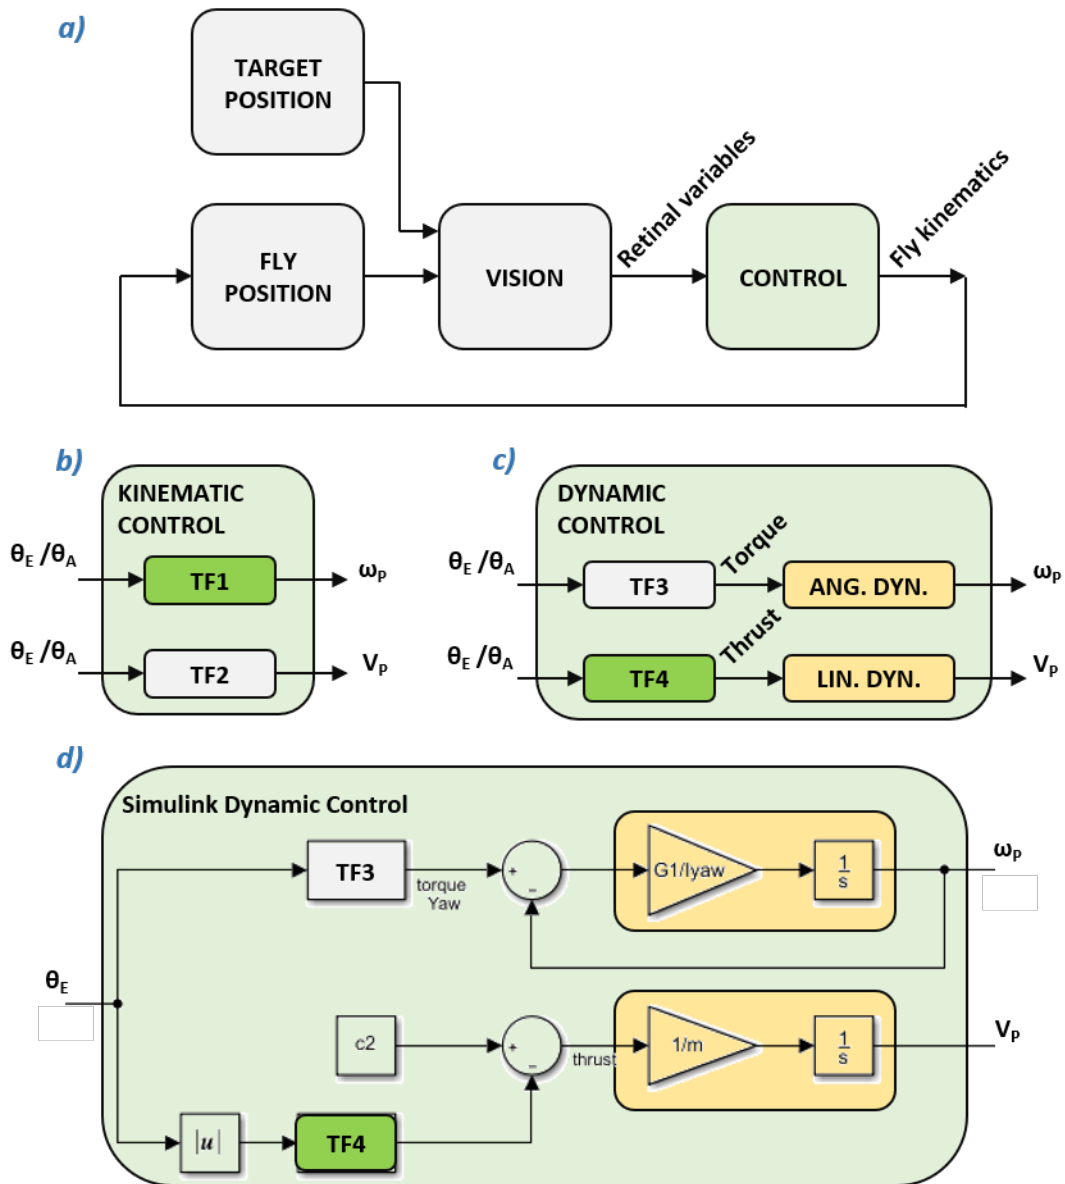 a)
TARGET
POSITION
FLY
POSITION
VISION
Retinal variables
CONTROL
Fly kinematics
b)
KINEMATIC
CONTROL
θE /θA
TF1
ωP
θE /θA
TF2
VP
c)
DYNAMIC
CONTROL
θE /θA
TF3
Torque
ANG. DYN.
ωP
θE /θA
TF4
Thrust
LIN. DYN.
VP
d)
Simulink Dynamic Control
TF3
torque
Yaw
+
−
G1/Iyaw
1
s
ωP
θE
c2
+
−
thrust
1/m
1
s
VP
|u|
TF4